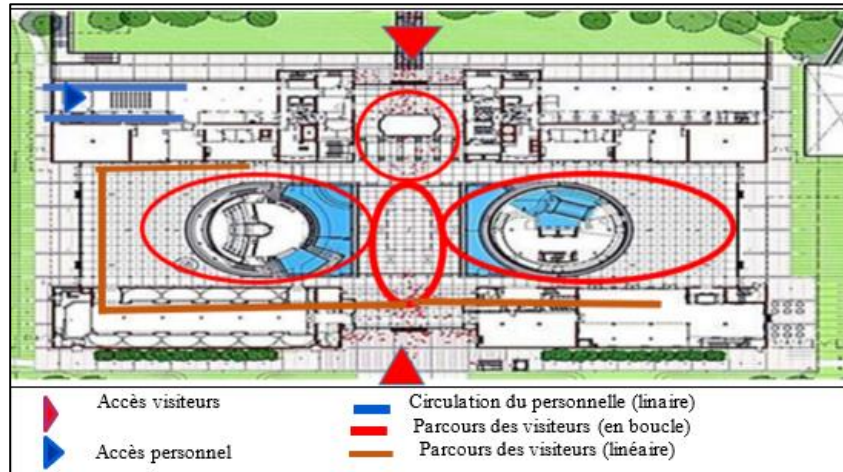 Accès visiteurs
Accès personnel
Circulation du personnelle (linaire)
Parcours des visiteurs (en boucle)
Parcours des visiteurs (linéaire)